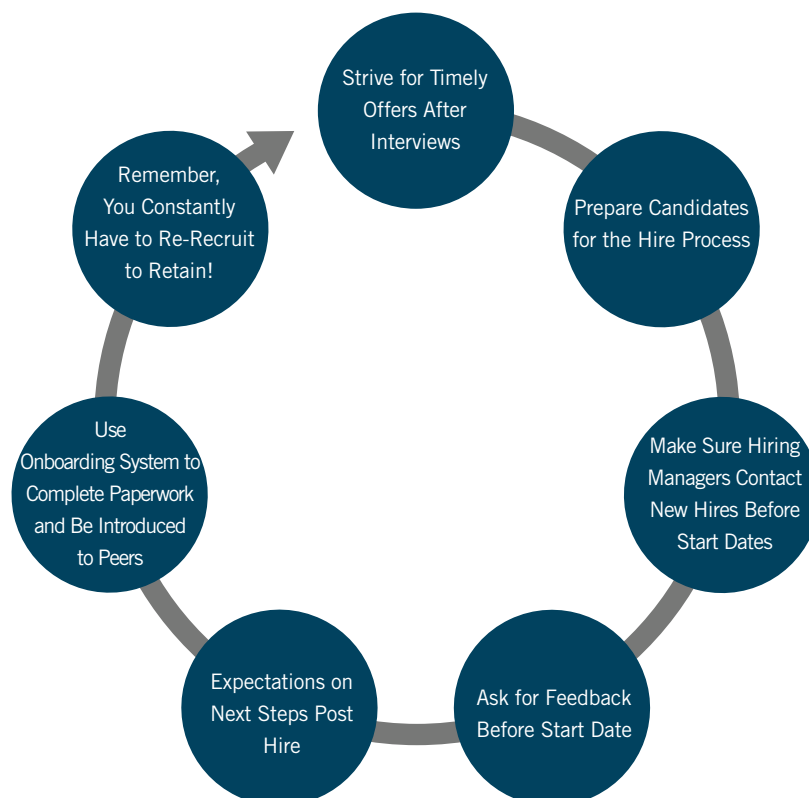 Strive for Timely
Offers After
Interviews
Prepare Candidates
for the Hire Process
Make Sure Hiring
Managers Contact
New Hires Before
Start Dates
Ask for Feedback
Before Start Date
Expectations on
Next Steps Post
Hire
Use
Onboarding System to
Complete Paperwork
and Be Introduced
to Peers
Remember,
You Constantly
Have to Re-Recruit
to Retain!